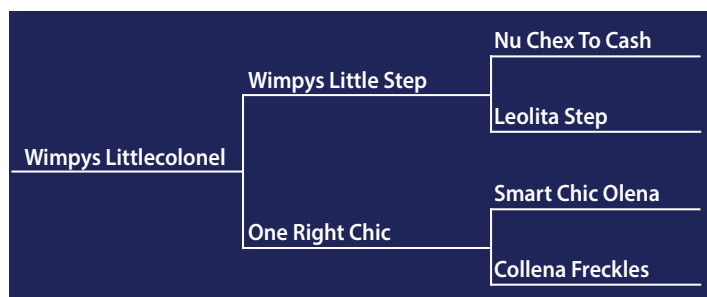 Nu Chex To Cash
Wimpys Little Step
Leolita Step
Wimpys Littlecolonel
Smart Chic Olena
One Right Chic
Collena Freckles